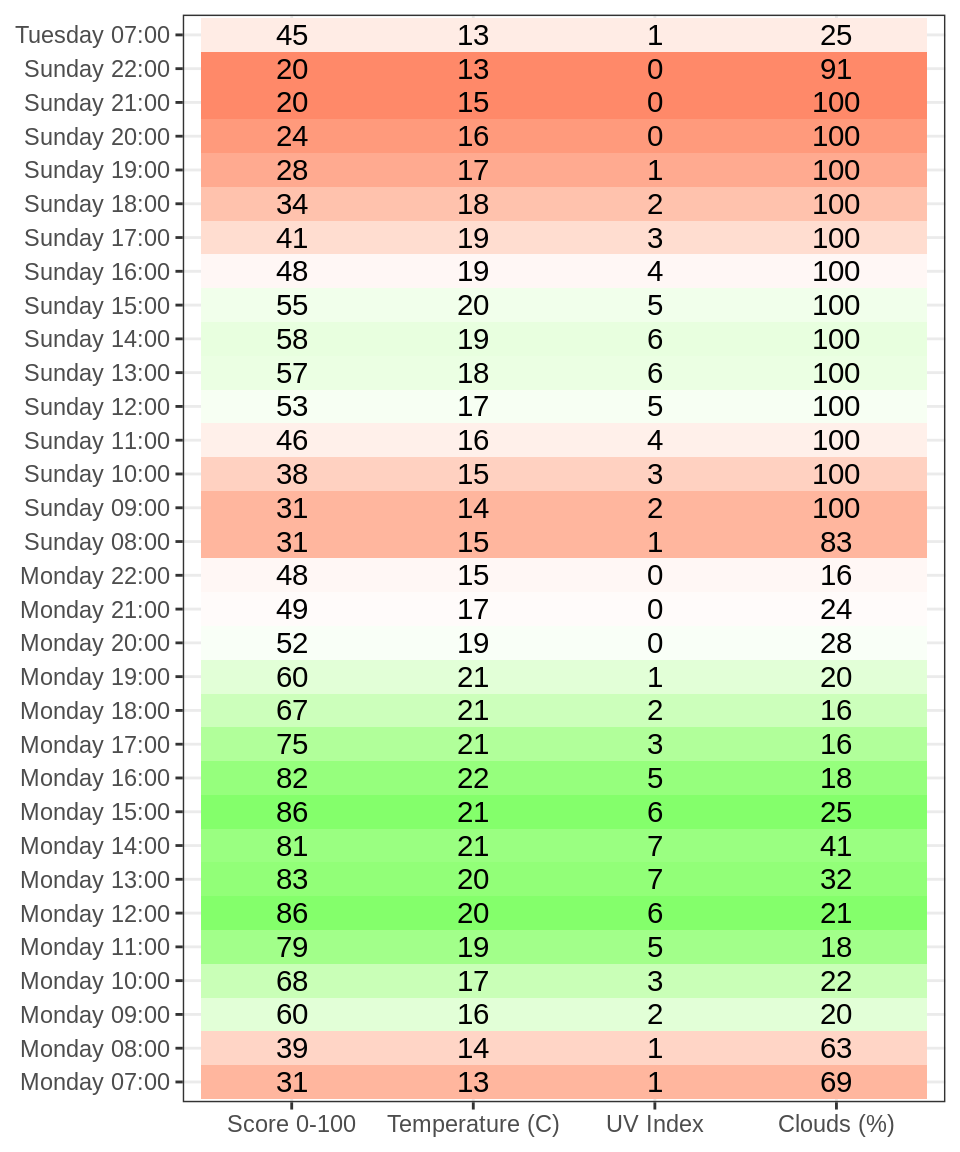 Tuesday 07:00 45 13 1 25
Sunday 22:00 20 13 0 91
Sunday 21:00 20 15 0 100
Sunday 20:00 24 16 0 100
Sunday 19:00 28 17 1 100
Sunday 18:00 34 18 2 100
Sunday 17:00 41 19 3 100
Sunday 16:00 48 19 4 100
Sunday 15:00 55 20 5 100
Sunday 14:00 58 19 6 100
Sunday 13:00 57 18 6 100
Sunday 12:00 53 17 5 100
Sunday 11:00 46 16 4 100
Sunday 10:00 38 15 3 100
Sunday 09:00 31 14 2 100
Sunday 08:00 31 15 1 83
Monday 22:00 48 15 0 16
Monday 21:00 49 17 0 24
Monday 20:00 52 19 0 28
Monday 19:00 60 21 1 20
Monday 18:00 67 21 2 16
Monday 17:00 75 21 3 16
Monday 16:00 82 22 5 18
Monday 15:00 86 21 6 25
Monday 14:00 81 21 7 41
Monday 13:00 83 20 7 32
Monday 12:00 86 20 6 21
Monday 11:00 79 19 5 18
Monday 10:00 68 17 3 22
Monday 09:00 60 16 2 20
Monday 08:00 39 14 1 63
Monday 07:00 31 13 1 69
Score 0-100 Temperature (C) UV Index Clouds (%)